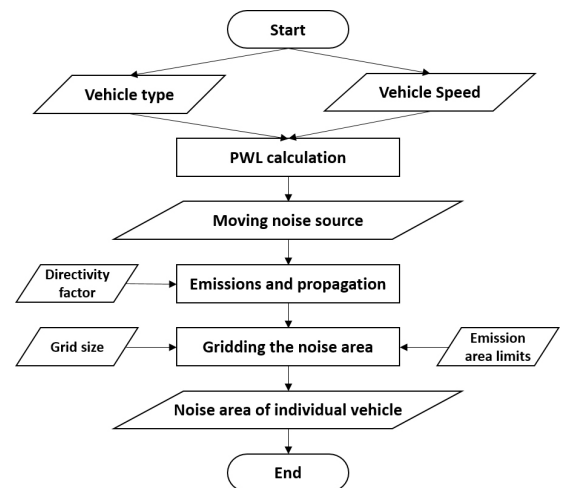 Start
Vehicle type
Vehicle Speed
PWL calculation
Moving noise source
Directivity
factor
Emissions and propagation
Grid size
Gridding the noise area
Emission
area limits
Noise area of individual vehicle
End